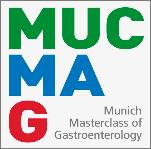 MUC
MA
G
Munich
Masterclass of
Gastroenterology